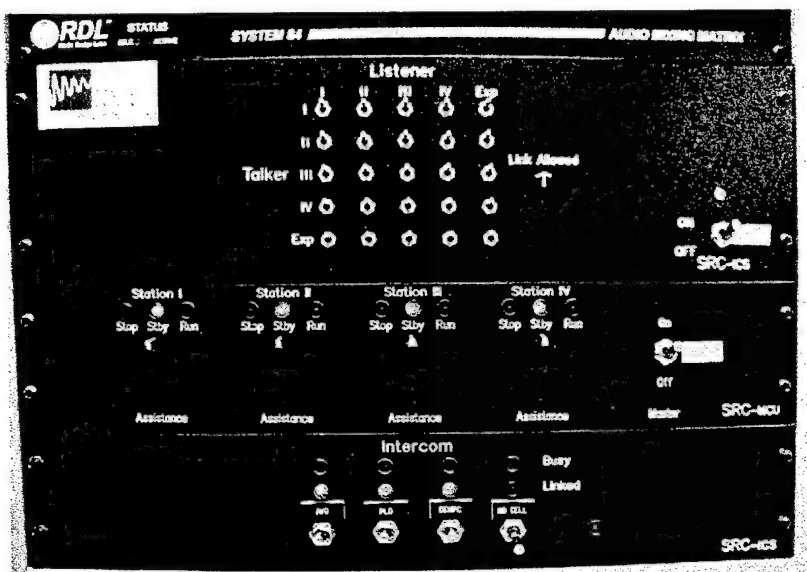 RDL STATUS SYSTEM 84 AUDIO MIXING MATRIX
Listener
I II III IV Exp
I
II
Talker III Link Allowed
IV
Exp
ON
OFF
SRC-ICS
Station I Station II Station III Station IV
Stop Stby Run Stop Stby Run Stop Stby Run Stop Stby Run
On
Off
Assistance Assistance Assistance Assistance Master SRC-MCU
Intercom
Busy
Linked
PLO
SRC-ICS